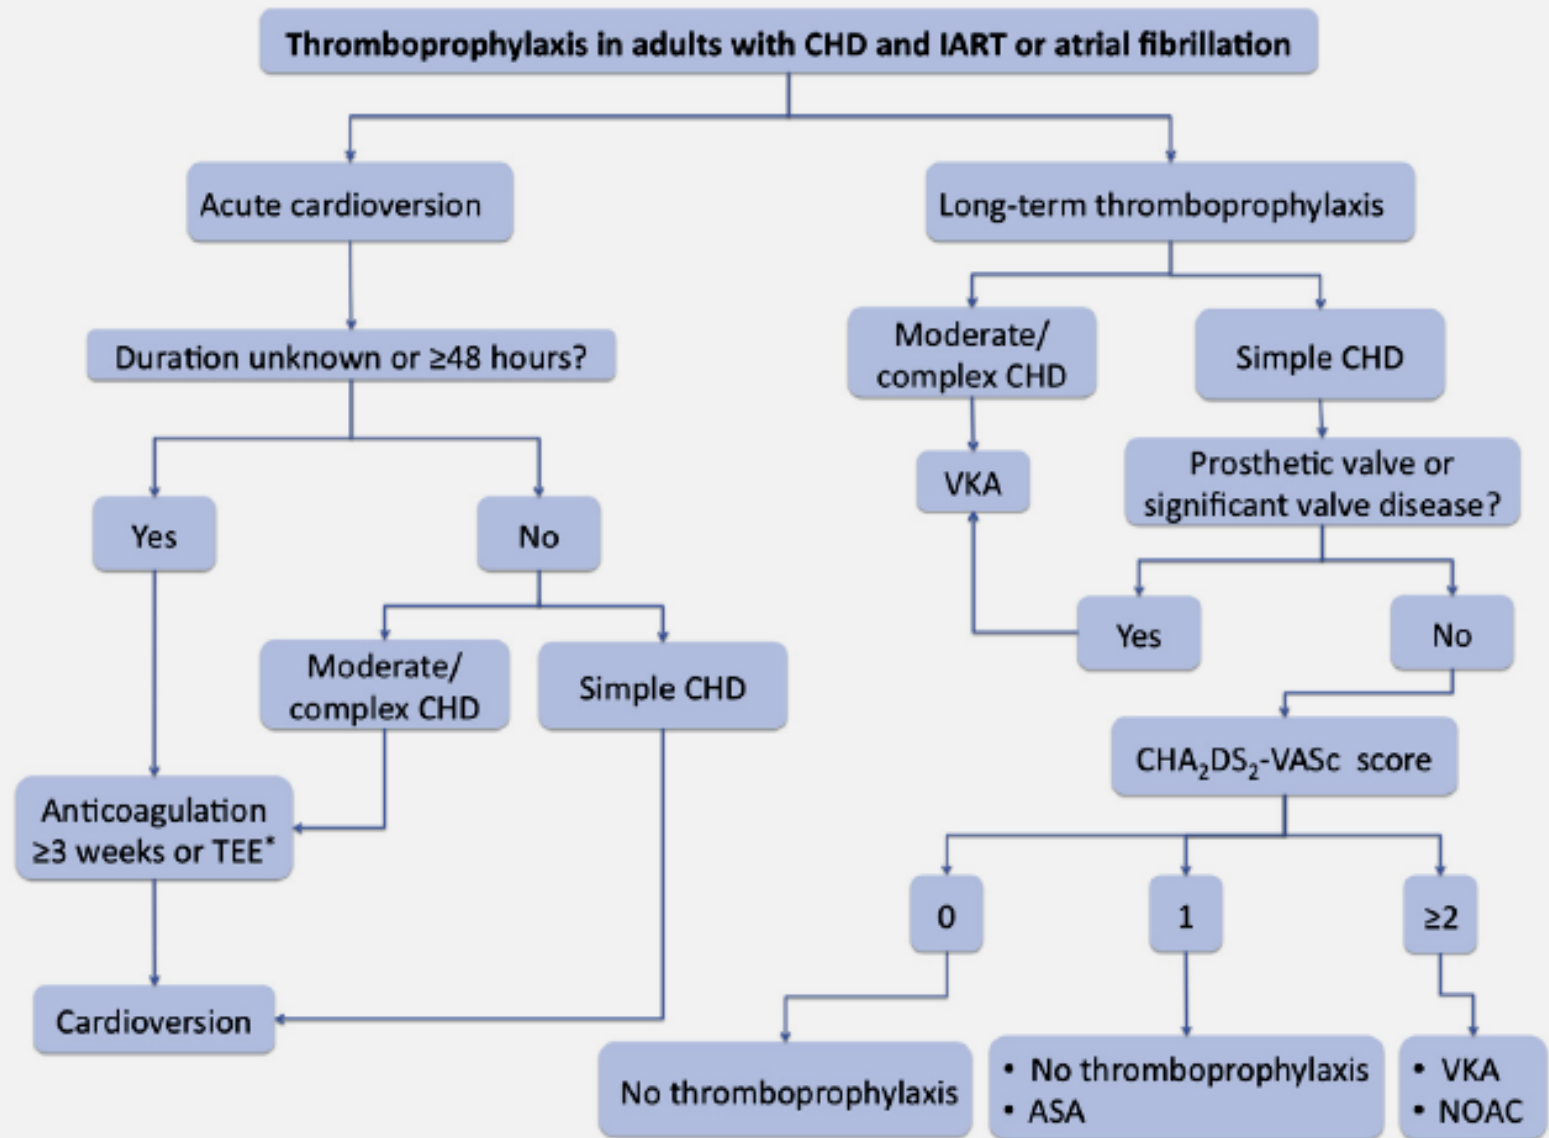 Thromboprophylaxis in adults with CHD and IART or atrial fibrillation
Acute cardioversion
Duration unknown or ≥48 hours?
Yes
No
Moderate/
complex CHD
Simple CHD
Anticoagulation
≥3 weeks or TEE*
Cardioversion
Long-term thromboprophylaxis
Moderate/
complex CHD
Simple CHD
VKA
Prosthetic valve or
significant valve disease?
Yes
No
CHA₂DS₂-VASc score
0
1
≥2
No thromboprophylaxis
• No thromboprophylaxis
• ASA
• VKA
• NOAC